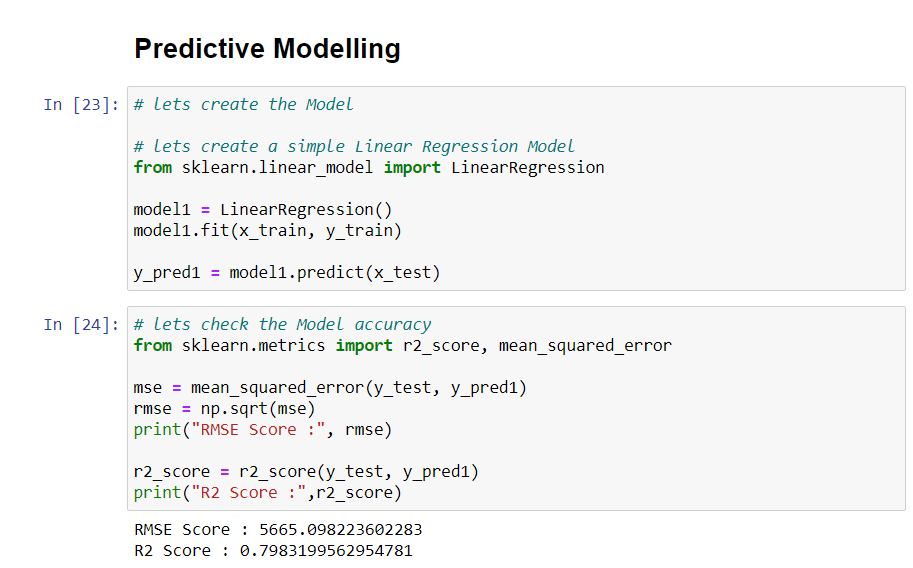 Predictive Modelling
In [23]: # lets create the Model
# lets create a simple Linear Regression Model
from sklearn.linear_model import LinearRegression
model1 = LinearRegression()
model1.fit(x_train, y_train)
y_pred1 = model1.predict(x_test)
In [24]: # lets check the Model accuracy
from sklearn.metrics import r2_score, mean_squared_error
mse = mean_squared_error(y_test, y_pred1)
rmse = np.sqrt(mse)
print("RMSE Score :", rmse)
r2_score = r2_score(y_test, y_pred1)
print("R2 Score :",r2_score)
RMSE Score : 5665.098223602283
R2 Score : 0.7983199562954781